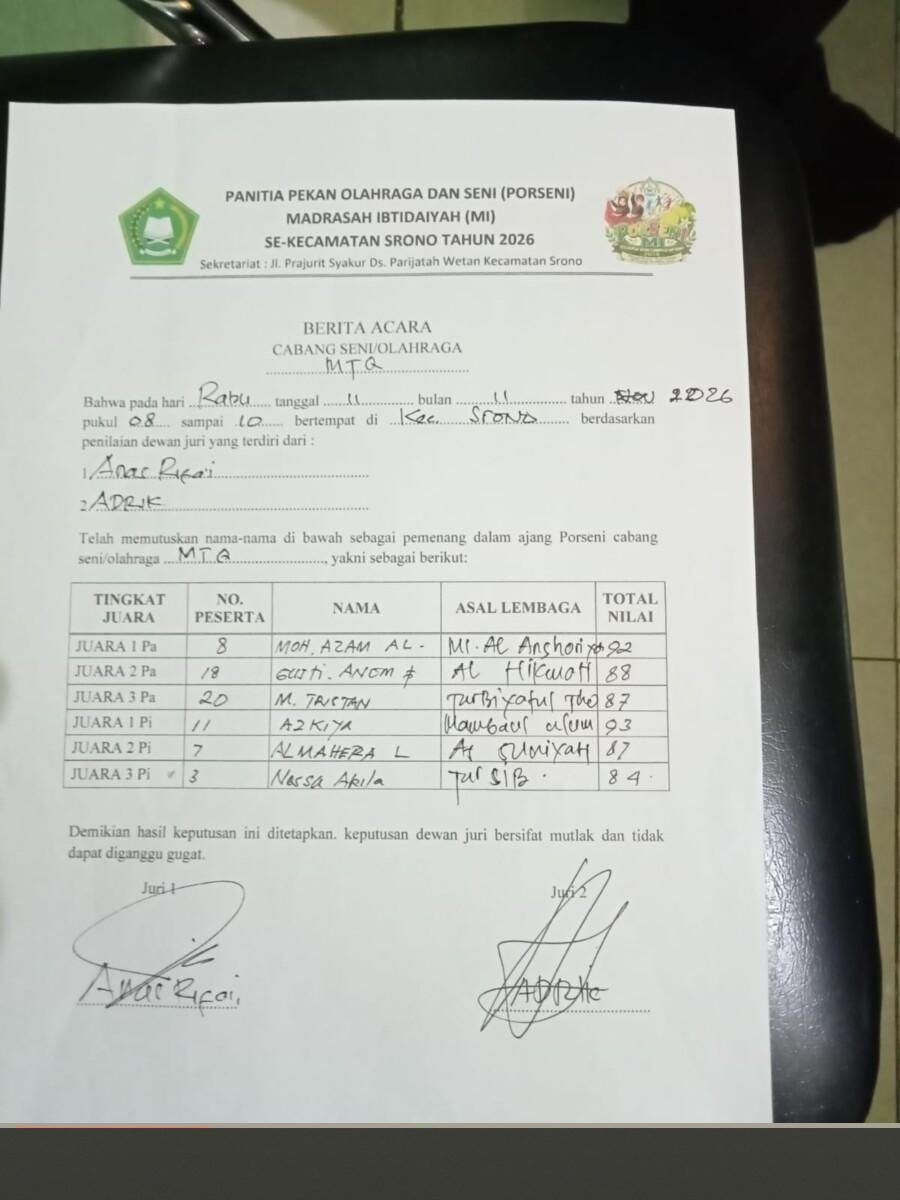 PANITIA PEKAN OLAHRAGA DAN SENI (PORSENI)
MADRASAH IBTIDAIYAH (MI)
SE-KECAMATAN SRONO TAHUN 2026
Sekretariat : Jl. Prajurit Syakur Ds. Parijatah Wetan Kecamatan Srono
PORSENI
MI
BERITA ACARA
CABANG SENI/OLAHRAGA
MTQ
Bahwa pada hari Rabu tanggal 11 bulan 11 tahun 2026
pukul 08 sampai 10 bertempat di Kec. SRONO berdasarkan
penilaian dewan juri yang terdiri dari :
1 Anas Rifai
2 ADRIK
Telah memutuskan nama-nama di bawah sebagai pemenang dalam ajang Porseni cabang
seni/olahraga MTQ, yakni sebagai berikut:
TINGKAT JUARA NO. PESERTA NAMA ASAL LEMBAGA TOTAL NILAI
JUARA 1 Pa 8 MOH. AZAM AL- MI. Al Anshoriyah 92
JUARA 2 Pa 18 GUSTI. ANOM Al Hikmah 88
JUARA 3 Pa 20 M. TRISTAN Tarbiyatul 87
JUARA 1 Pi 11 AZKIYA Mambaul ulum 93
JUARA 2 Pi 7 ALMAHERA L As Suniyah 87
JUARA 3 Pi 3 Nessa Akila 84
Demikian hasil keputusan ini ditetapkan. keputusan dewan juri bersifat mutlak dan tidak
dapat diganggu gugat.
Juri 1 Juri 2
Anas Rifai. ADRIK